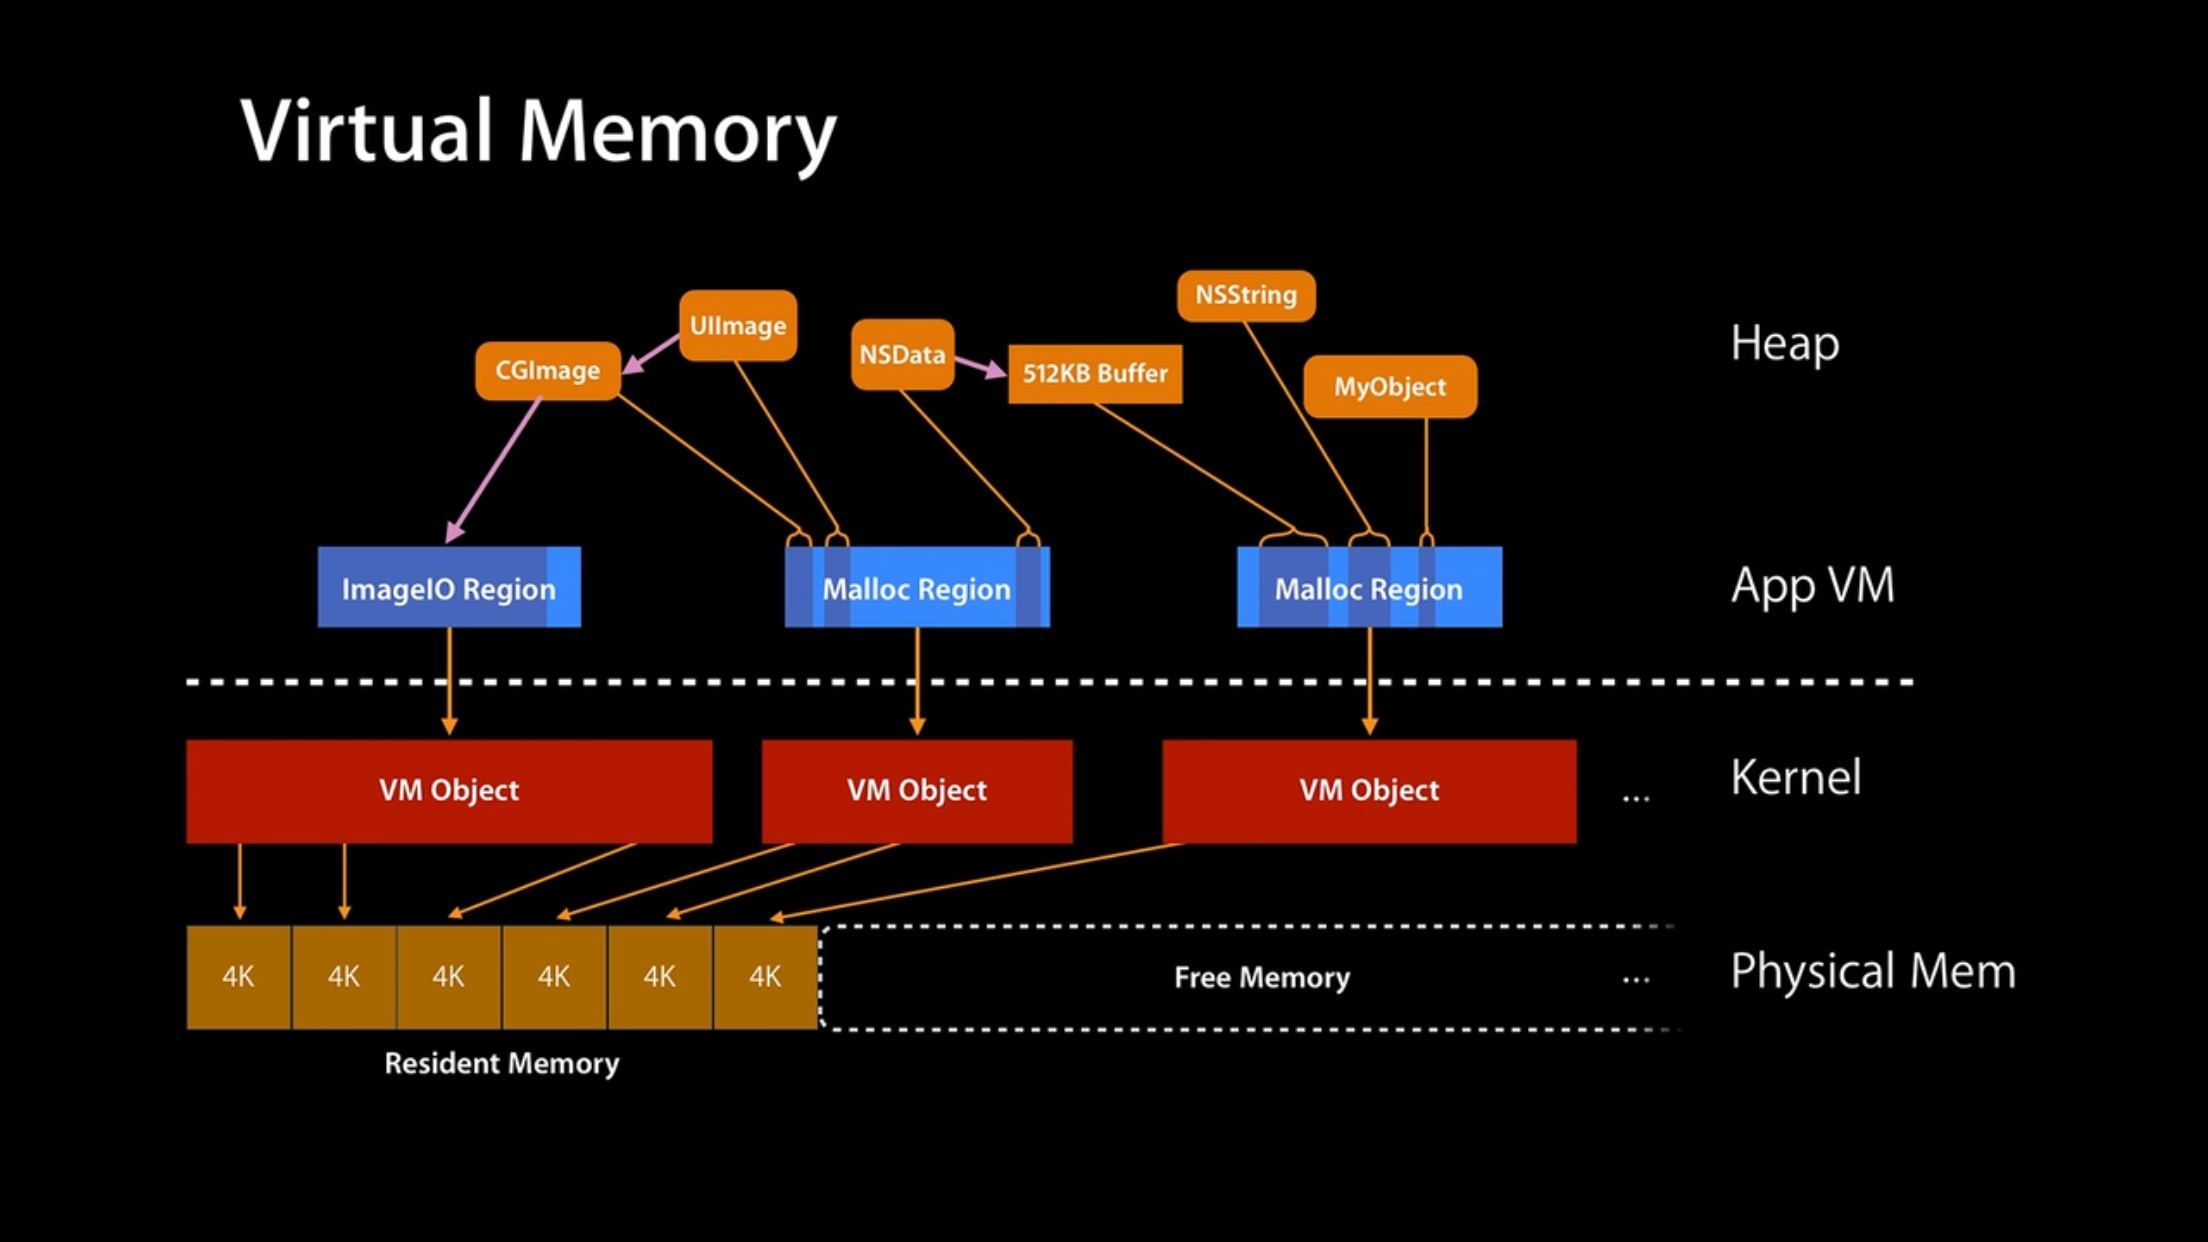 Virtual Memory
NSString
UIImage
NSData
CGImage
512KB Buffer
MyObject
Heap
ImageIO Region
Malloc Region
Malloc Region
App VM
VM Object
VM Object
VM Object
...
Kernel
4K
4K
4K
4K
4K
4K
Free Memory
...
Physical Mem
Resident Memory